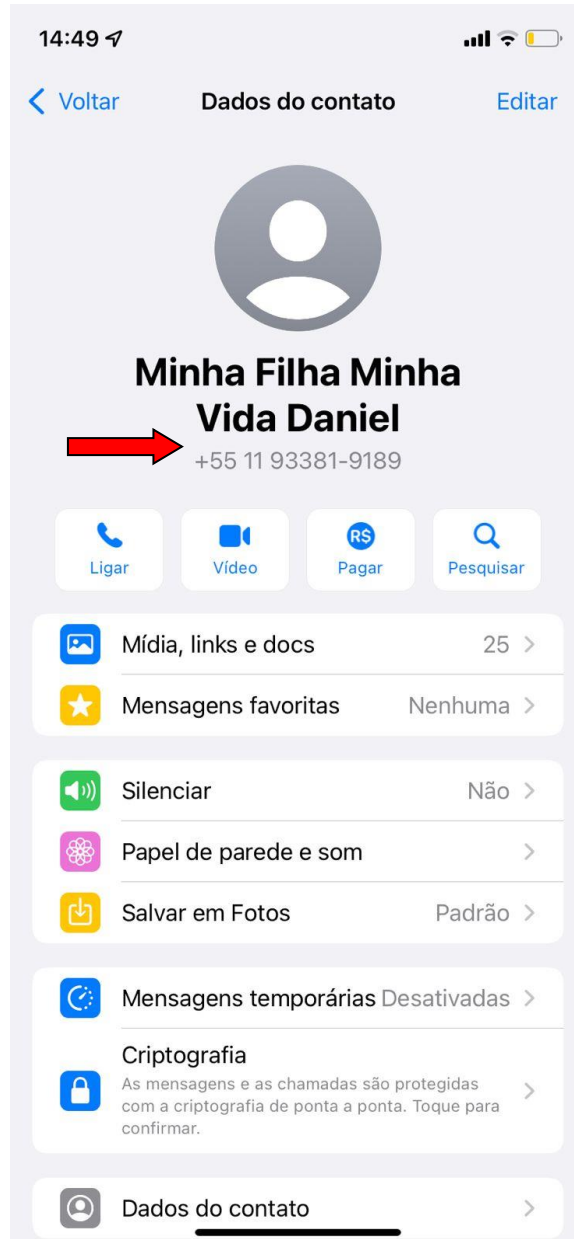 14:49
Voltar
Dados do contato
Editar
Minha Filha Minha
Vida Daniel
+55 11 93381-9189
Ligar
Vídeo
R$
Pagar
Pesquisar
Mídia, links e docs
25
Mensagens favoritas
Nenhuma
Silenciar
Não
Papel de parede e som
Salvar em Fotos
Padrão
Mensagens temporárias
Desativadas
Criptografia
As mensagens e as chamadas são protegidas
com a criptografia de ponta a ponta. Toque para
confirmar.
Dados do contato